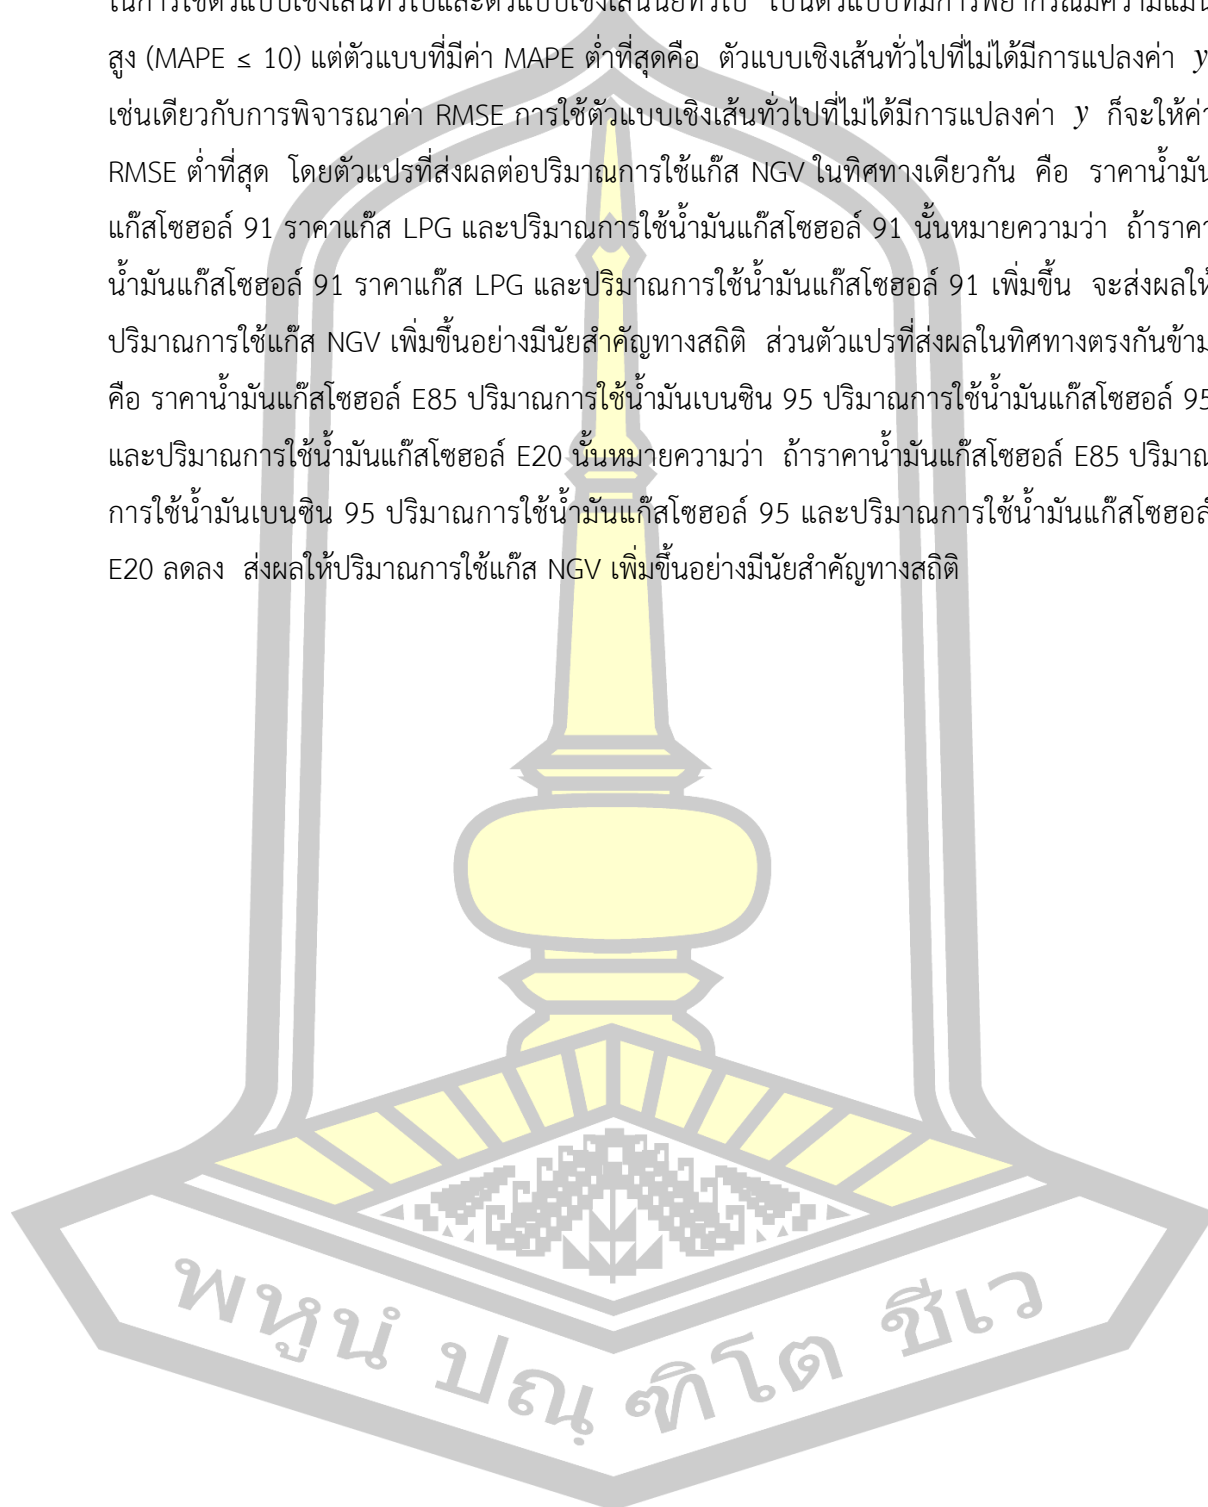 ในการใช้ตัวแบบเชิงเส้นทั่วไปและตัวแบบเชิงเส้นนัยทั่วไป เป็นตัวแบบที่มีการพยากรณ์มีความแม่น
สูง (MAPE ≤ 10) แต่ตัวแบบที่มีค่า MAPE ต่ำที่สุดคือ ตัวแบบเชิงเส้นทั่วไปที่ไม่ได้มีการแปลงค่า y
เช่นเดียวกับการพิจารณาค่า RMSE การใช้ตัวแบบเชิงเส้นทั่วไปที่ไม่ได้มีการแปลงค่า y ก็จะให้ค่า
RMSE ต่ำที่สุด โดยตัวแปรที่ส่งผลต่อปริมาณการใช้แก๊ส NGV ในทิศทางเดียวกัน คือ ราคาน้ำมัน
แก๊สโซฮอล์ 91 ราคาแก๊ส LPG และปริมาณการใช้น้ำมันแก๊สโซฮอล์ 91 นั้นหมายความว่า ถ้าราคา
น้ำมันแก๊สโซฮอล์ 91 ราคาแก๊ส LPG และปริมาณการใช้น้ำมันแก๊สโซฮอล์ 91 เพิ่มขึ้น จะส่งผลให้
ปริมาณการใช้แก๊ส NGV เพิ่มขึ้นอย่างมีนัยสำคัญทางสถิติ ส่วนตัวแปรที่ส่งผลในทิศทางตรงกันข้าม
คือ ราคาน้ำมันแก๊สโซฮอล์ E85 ปริมาณการใช้น้ำมันเบนซิน 95 ปริมาณการใช้น้ำมันแก๊สโซฮอล์ 95
และปริมาณการใช้น้ำมันแก๊สโซฮอล์ E20 นั้นหมายความว่า ถ้าราคาน้ำมันแก๊สโซฮอล์ E85 ปริมาณ
การใช้น้ำมันเบนซิน 95 ปริมาณการใช้น้ำมันแก๊สโซฮอล์ 95 และปริมาณการใช้น้ำมันแก๊สโซฮอล์
E20 ลดลง ส่งผลให้ปริมาณการใช้แก๊ส NGV เพิ่มขึ้นอย่างมีนัยสำคัญทางสถิติ
พหูนํ ปณฺฑิโต ชีเว